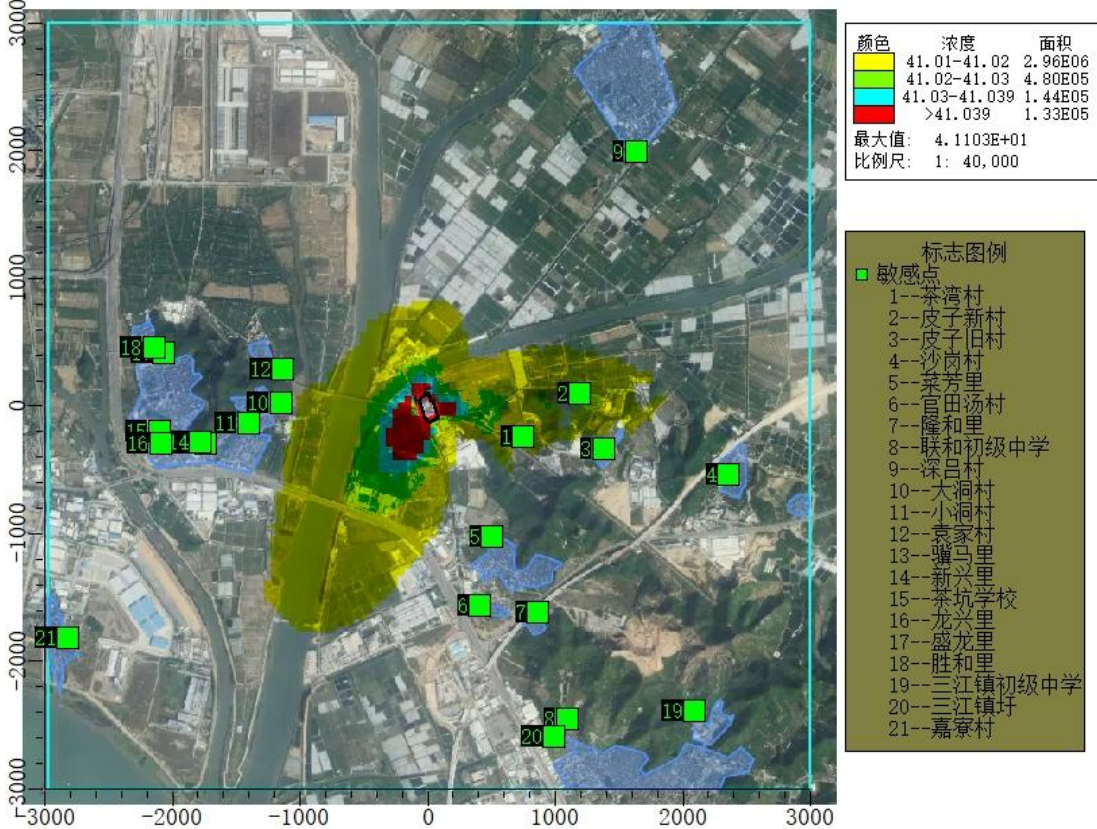 颜色 浓度 面积
41.01-41.02 2.96E06
41.02-41.03 4.80E05
41.03-41.039 1.44E05
>41.039 1.33E05
最大值: 4.1103E+01
比例尺: 1: 40,000
标志图例
敏感点
1--茶湾村
2--皮子新村
3--皮子旧村
4--沙岗村
5--菜芳里
6--官田汤村
7--隆和里
8--联和初级中学
9--深吕村
10--大洞村
11--小洞村
12--袁家村
13--骥马里
14--新兴里
15--茶坑学校
16--龙兴里
17--盛龙里
18--胜和里
19--三江镇初级中学
20--三江镇圩
21--嘉寮村
3000
2000
1000
0
-1000
-2000
-3000
-3000 -2000 -1000 0 1000 2000 3000
9
18
12
10
2
11
15
16
14
1
3
4
5
6
7
21
19
8
20